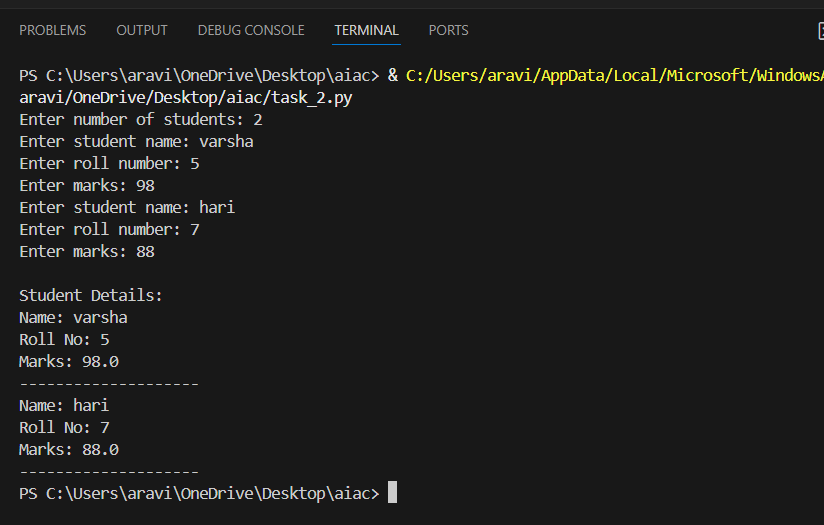 PROBLEMS OUTPUT DEBUG CONSOLE TERMINAL PORTS
PS C:\Users\aravi\OneDrive\Desktop\aiac> & C:/Users/aravi/AppData/Local/Microsoft/WindowsA
aravi/OneDrive/Desktop/aiac/task_2.py
Enter number of students: 2
Enter student name: varsha
Enter roll number: 5
Enter marks: 98
Enter student name: hari
Enter roll number: 7
Enter marks: 88
Student Details:
Name: varsha
Roll No: 5
Marks: 98.0
--------------------
Name: hari
Roll No: 7
Marks: 88.0
--------------------
PS C:\Users\aravi\OneDrive\Desktop\aiac>